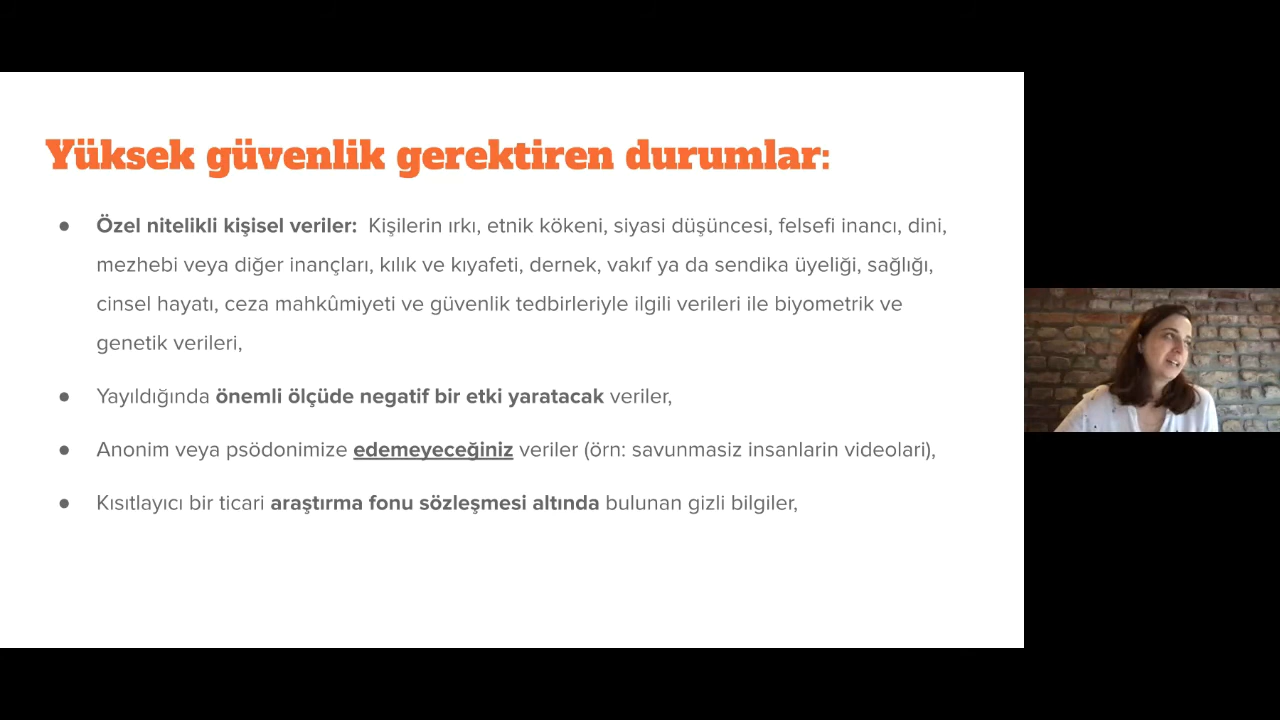 Yüksek güvenlik gerektiren durumlar:
● Özel nitelikli kişisel veriler: Kişilerin ırkı, etnik kökeni, siyasi düşüncesi, felsefi inancı, dini,
mezhebi veya diğer inançları, kılık ve kıyafeti, dernek, vakıf ya da sendika üyeliği, sağlığı,
cinsel hayatı, ceza mahkûmiyeti ve güvenlik tedbirleriyle ilgili verileri ile biyometrik ve
genetik verileri,
● Yayıldığında önemli ölçüde negatif bir etki yaratacak veriler,
● Anonim veya psödonimize edemeyeceğiniz veriler (örn: savunmasiz insanlarin videolari),
● Kısıtlayıcı bir ticari araştırma fonu sözleşmesi altında bulunan gizli bilgiler,